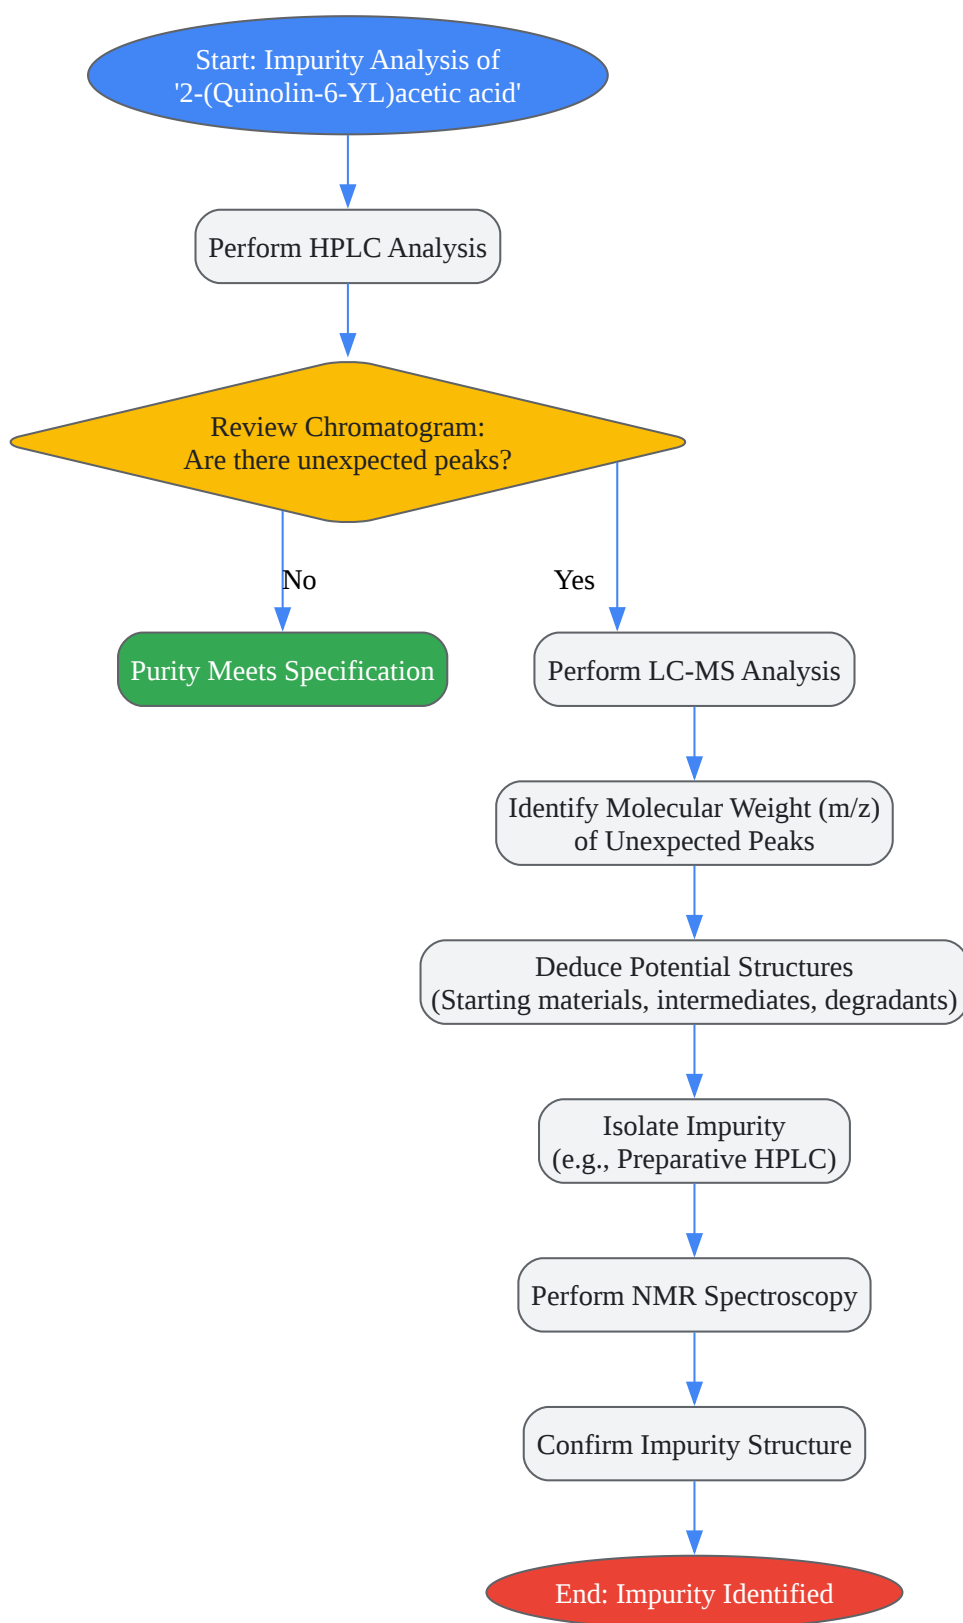 Start: Impurity Analysis of
'2-(Quinolin-6-YL)acetic acid'
Perform HPLC Analysis
Review Chromatogram:
Are there unexpected peaks?
No
Yes
Purity Meets Specification
Perform LC-MS Analysis
Identify Molecular Weight (m/z)
of Unexpected Peaks
Deduce Potential Structures
(Starting materials, intermediates, degradants)
Isolate Impurity
(e.g., Preparative HPLC)
Perform NMR Spectroscopy
Confirm Impurity Structure
End: Impurity Identified